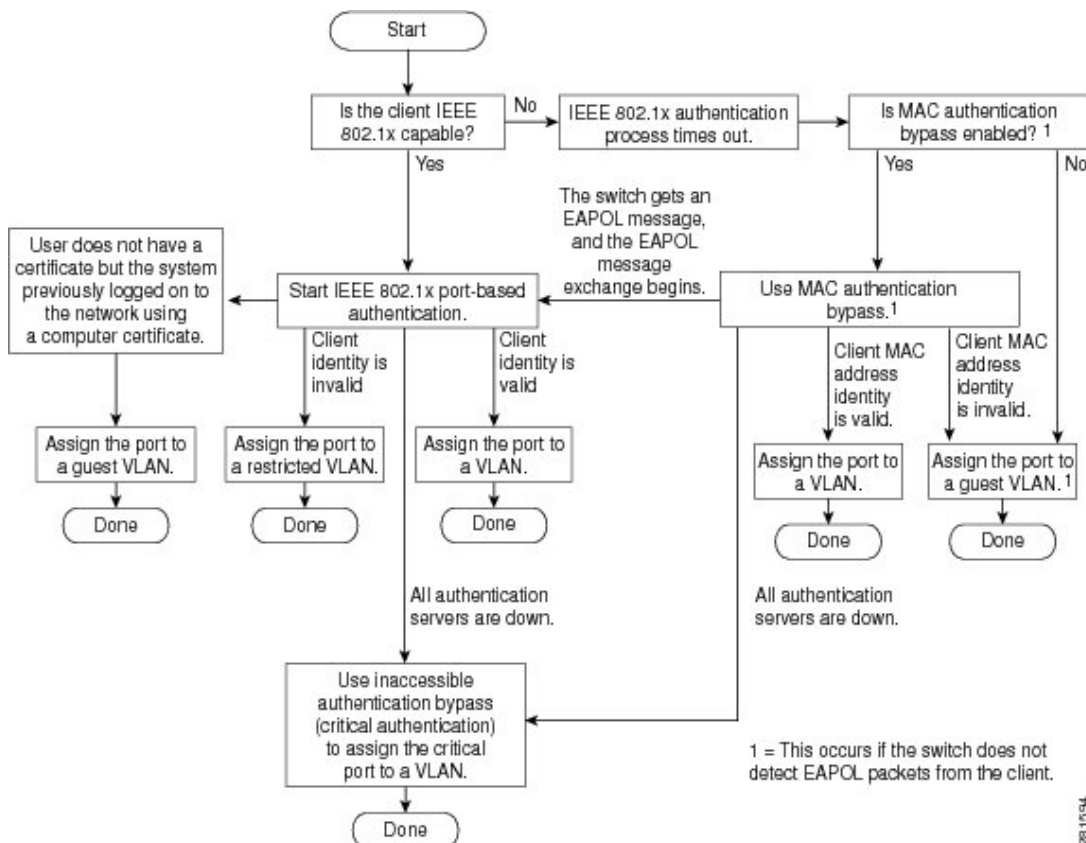 Start
Is the client IEEE
802.1x capable?
No
IEEE 802.1x authentication
process times out.
Is MAC authentication
bypass enabled? 1
Yes
Yes
No
The switch gets an
EAPOL message,
and the EAPOL
message
exchange begins.
User does not have a
certificate but the system
previously logged on to
the network using
a computer certificate.
Start IEEE 802.1x port-based
authentication.
Use MAC authentication
bypass.1
Client
identity is
invalid
Client
identity is
valid
Client MAC
address
identity
is valid.
Client MAC
address
identity
is invalid.
Assign the port to
a guest VLAN.
Assign the port to
a restricted VLAN.
Assign the port to
a VLAN.
Assign the port to
a VLAN.
Assign the port to
a guest VLAN.1
Done
Done
Done
Done
Done
All authentication
servers are down.
All authentication
servers are down.
Use inaccessible
authentication bypass
(critical authentication)
to assign the critical
port to a VLAN.
1 = This occurs if the switch does not
detect EAPOL packets from the client.
Done
281594